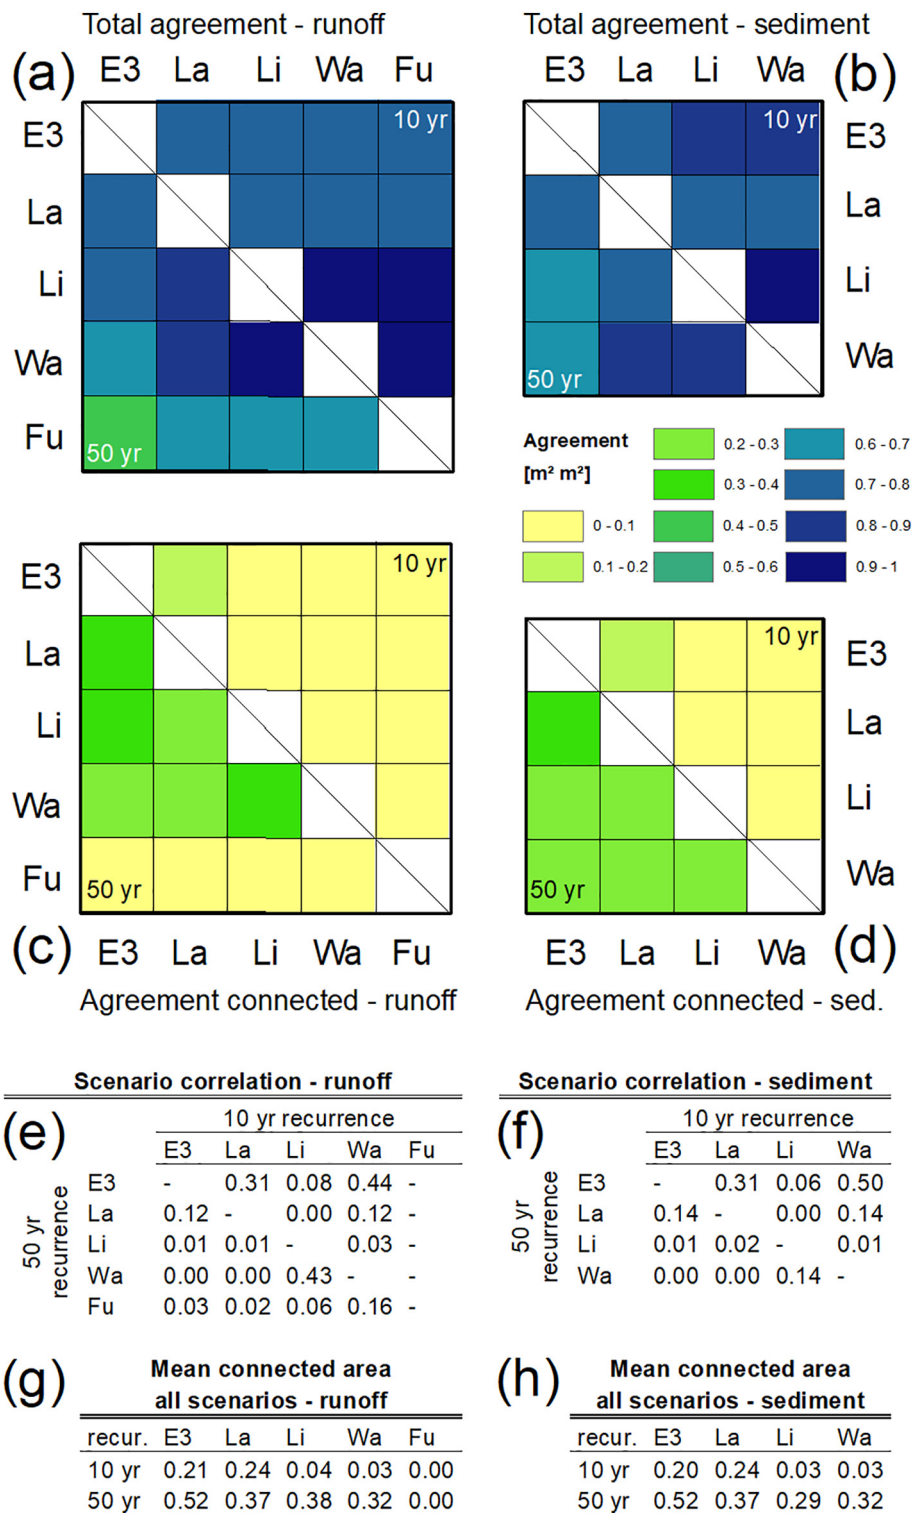 Total agreement - runoff
(a) E3 La Li Wa Fu
E3 10 yr
La
Li
Wa
Fu 50 yr
Total agreement - sediment
E3 La Li Wa (b)
10 yr E3
La
Li
50 yr Wa
Agreement
[m² m²]
0 - 0.1
0.1 - 0.2
0.2 - 0.3
0.3 - 0.4
0.4 - 0.5
0.5 - 0.6
0.6 - 0.7
0.7 - 0.8
0.8 - 0.9
0.9 - 1
E3 10 yr
La
Li
Wa
Fu 50 yr
(c) E3 La Li Wa Fu
Agreement connected - runoff
10 yr E3
La
Li
50 yr Wa
E3 La Li Wa (d)
Agreement connected - sed.
Scenario correlation - runoff
(e) 10 yr recurrence
E3 La Li Wa Fu
50 yr
recurrence
E3 - 0.31 0.08 0.44 -
La 0.12 - 0.00 0.12 -
Li 0.01 0.01 - 0.03 -
Wa 0.00 0.00 0.43 - -
Fu 0.03 0.02 0.06 0.16 -
Scenario correlation - sediment
(f) 10 yr recurrence
E3 La Li Wa
50 yr
recurrence
E3 - 0.31 0.06 0.50
La 0.14 - 0.00 0.14
Li 0.01 0.02 - 0.01
Wa 0.00 0.00 0.14 -
(g) Mean connected area
all scenarios - runoff
recur. E3 La Li Wa Fu
10 yr 0.21 0.24 0.04 0.03 0.00
50 yr 0.52 0.37 0.38 0.32 0.00
(h) Mean connected area
all scenarios - sediment
recur. E3 La Li Wa
10 yr 0.20 0.24 0.03 0.03
50 yr 0.52 0.37 0.29 0.32